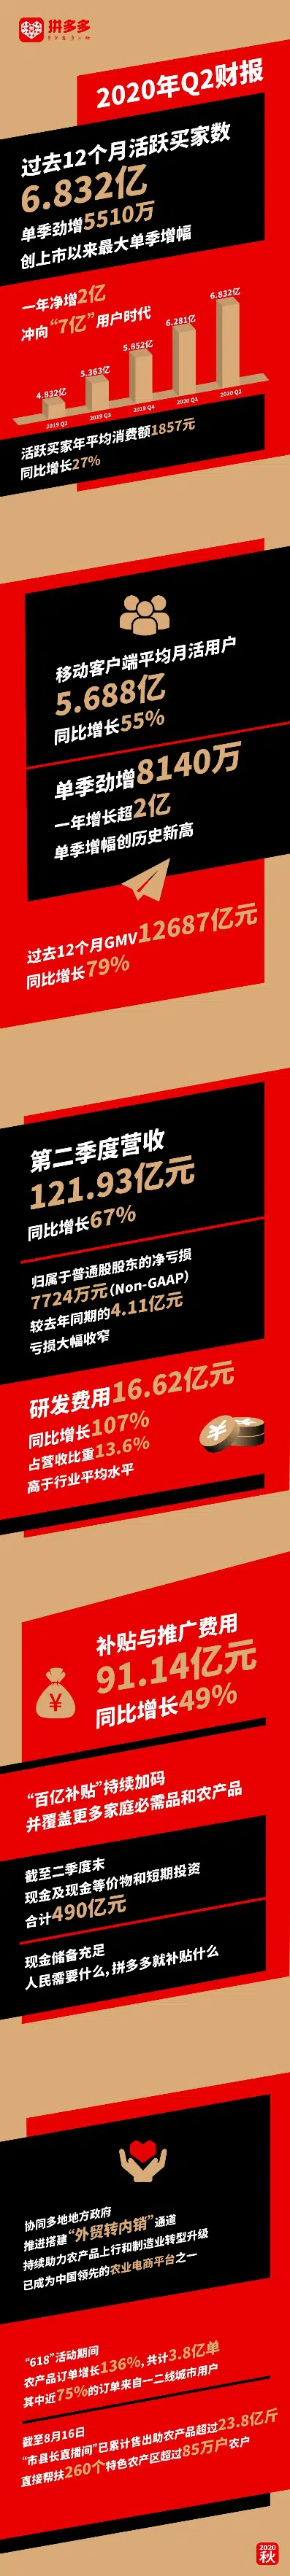 拼多多
2020年Q2财报
过去12个月活跃买家数
6.832亿
单季劲增5510万
创上市以来最大单季增幅
一年净增2亿
冲向“7亿”用户时代
4.832亿
5.363亿
5.852亿
6.281亿
6.832亿
2019 Q2
2019 Q3
2019 Q4
2020 Q1
2020 Q2
活跃买家年平均消费额1857元
同比增长27%
移动客户端平均月活用户
5.688亿
同比增长55%
单季劲增8140万
一年增长超2亿
单季增幅创历史新高
过去12个月GMV12687亿元
同比增长79%
第二季度营收
121.93亿元
同比增长67%
归属于普通股股东的净亏损
7724万元(Non-GAAP)
较去年同期的4.11亿元
亏损大幅收窄
研发费用16.62亿元
同比增长107%
占营收比重13.6%
高于行业平均水平
¥
补贴与推广费用
91.14亿元
同比增长49%
¥
“百亿补贴”持续加码
并覆盖更多家庭必需品和农产品
截至二季度末
现金及现金等价物和短期投资
合计490亿元
现金储备充足
人民需要什么,拼多多就补贴什么
协同多地地方政府
推进搭建“外贸转内销”通道
持续助力农产品上行和制造业转型升级
已成为中国领先的农业电商平台之一
“618”活动期间
农产品订单增长136%,共计3.8亿单
其中近75%的订单来自一二线城市用户
截至8月16日
“市县长直播间”已累计售出助农产品超过23.8亿斤
直接帮扶260个特色农产区超过85万户农户
2020
秋